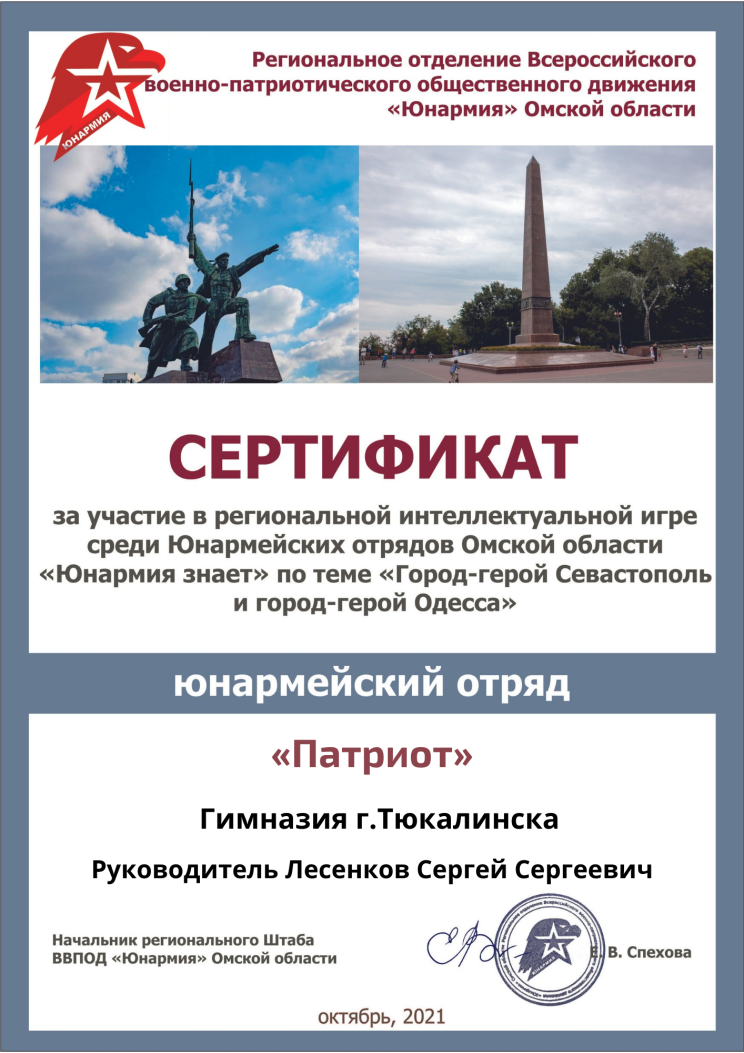 Региональное отделение Всероссийского
военно-патриотического общественного движения
«Юнармия» Омской области
ЮНАРМИЯ
СЕРТИФИКАТ
за участие в региональной интеллектуальной игре
среди Юнармейских отрядов Омской области
«Юнармия знает» по теме «Город-герой Севастополь
и город-герой Одесса»
юнармейский отряд
«Патриот»
Гимназия г.Тюкалинска
Руководитель Лесенков Сергей Сергеевич
Начальник регионального Штаба
ВВПОД «Юнармия» Омской области
ЮНАРМИЯ
Е. В. Спехова
октябрь, 2021